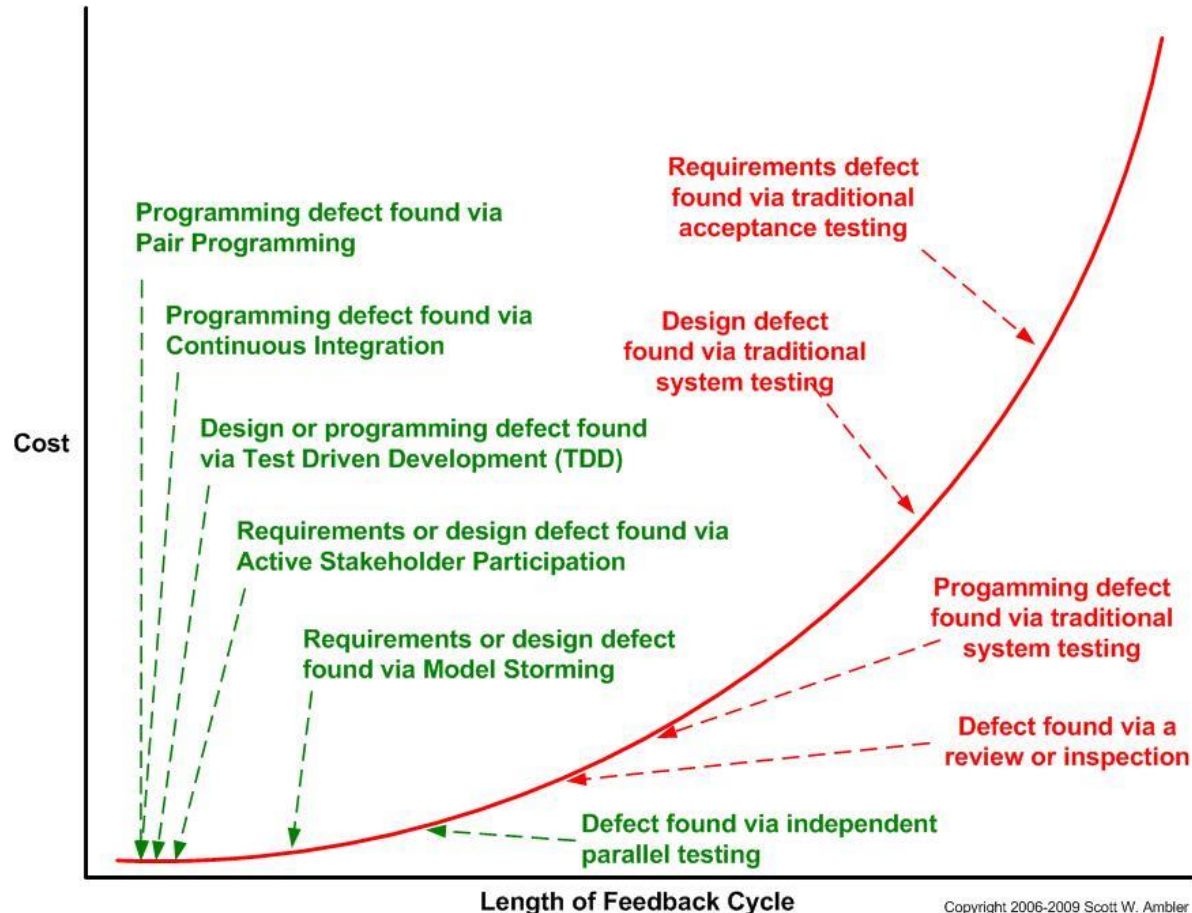 Requirements defect
found via traditional
acceptance testing
Programming defect found via
Pair Programming
Programming defect found via
Continuous Integration
Design defect
found via traditional
system testing
Cost
Design or programming defect found
via Test Driven Development (TDD)
Requirements or design defect found via
Active Stakeholder Participation
Progamming defect
found via traditional
system testing
Requirements or design defect
found via Model Storming
Defect found via a
review or inspection
Defect found via independent
parallel testing
Length of Feedback Cycle
Copyright 2006-2009 Scott W. Ambler